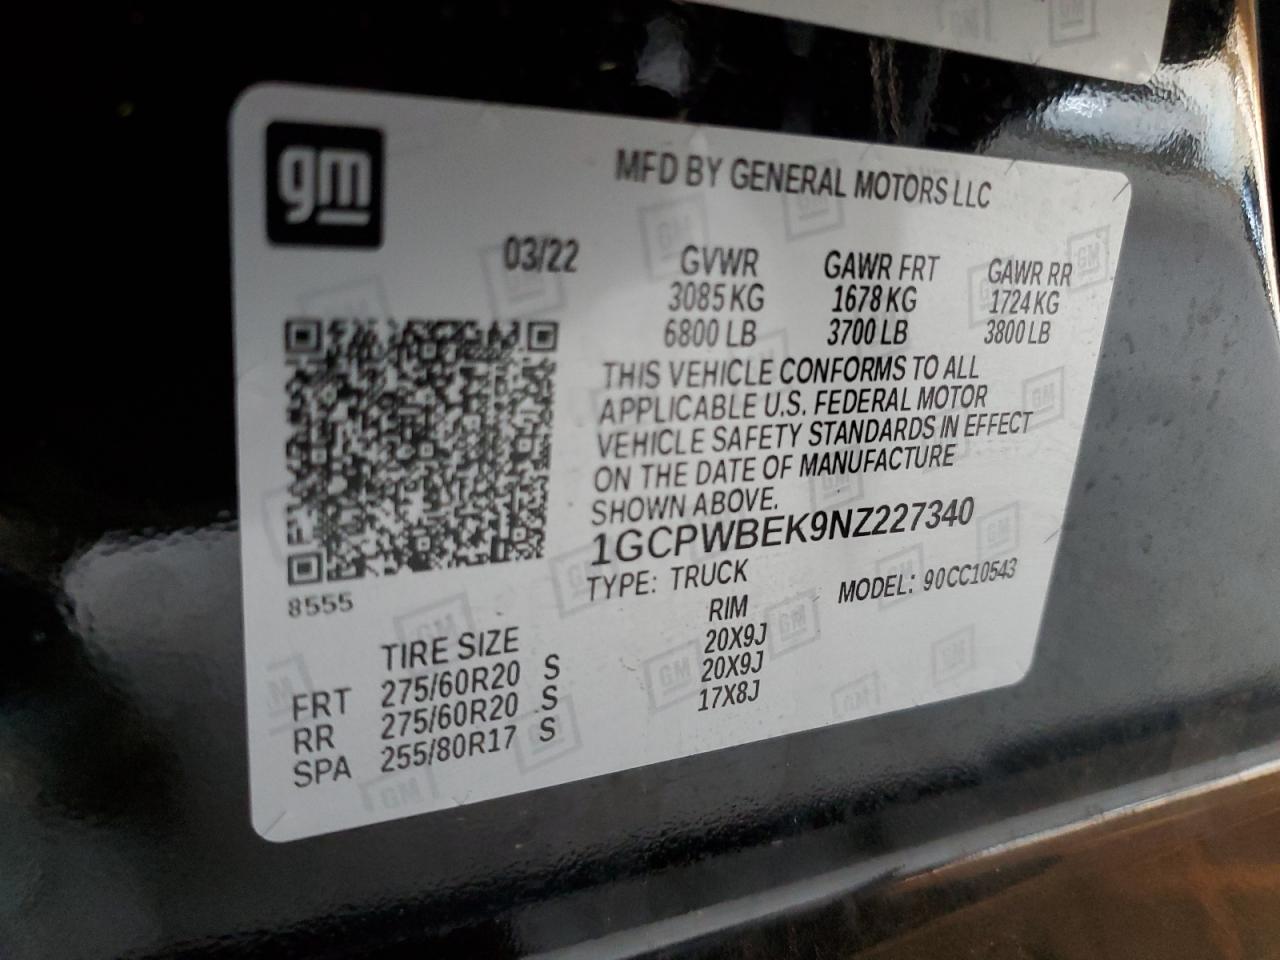 gm
MFD BY GENERAL MOTORS LLC
03/22 GVWR GAWR FRT GAWR RR
3085 KG 1678 KG 1724 KG
6800 LB 3700 LB 3800 LB
THIS VEHICLE CONFORMS TO ALL
APPLICABLE U.S. FEDERAL MOTOR
VEHICLE SAFETY STANDARDS IN EFFECT
ON THE DATE OF MANUFACTURE
SHOWN ABOVE.
1GCPWBEK9NZ227340
TYPE: TRUCK MODEL: 90CC10543
8555
TIRE SIZE RIM
FRT 275/60R20 S 20X9J
RR 275/60R20 S 20X9J
SPA 255/80R17 S 17X8J